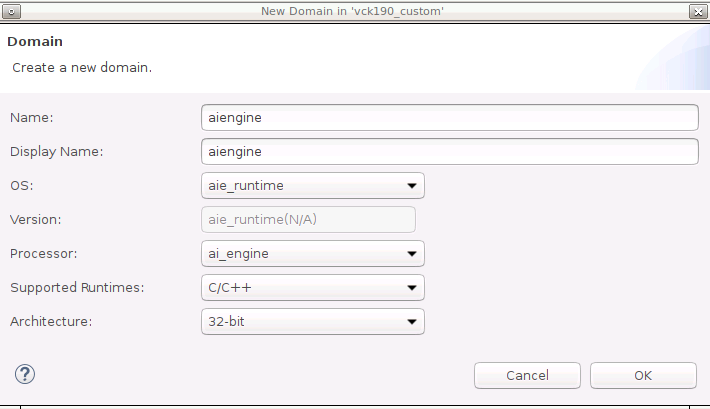 New Domain in 'vck190_custom'
Domain
Create a new domain.
Name: aiengine
Display Name: aiengine
OS: aie_runtime
Version: aie_runtime(N/A)
Processor: ai_engine
Supported Runtimes: C/C++
Architecture: 32-bit
? Cancel OK